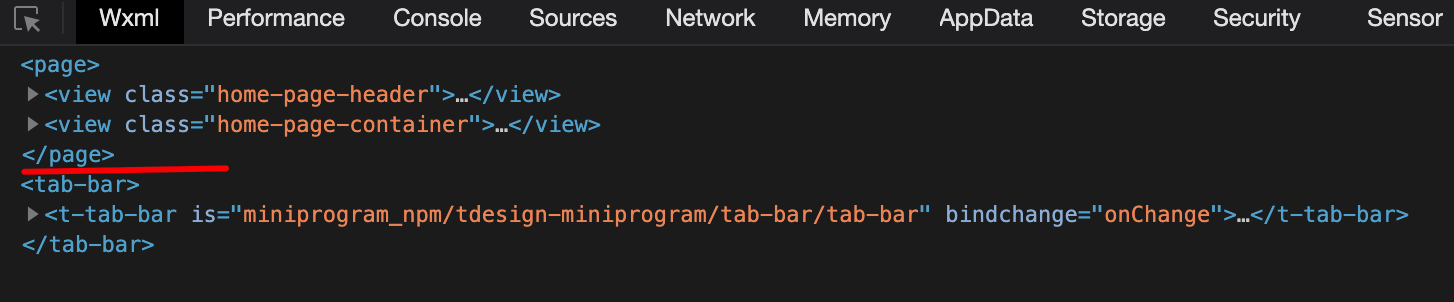 Wxml Performance Console Sources Network Memory AppData Storage Security Sensor
<page>
<view class="home-page-header">…</view>
<view class="home-page-container">…</view>
</page>
<tab-bar>
<t-tab-bar is="miniprogram_npm/tdesign-miniprogram/tab-bar/tab-bar" bindchange="onChange">…</t-tab-bar>
</tab-bar>